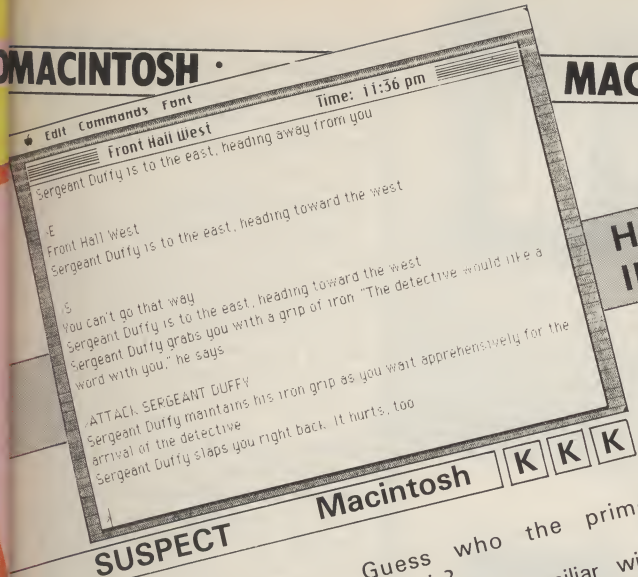 MACINTOSH •
MAC
Edit Commands Font
Front Hall West Time: 11:36 pm
Sergeant Duffy is to the east, heading away from you
>E
Front Hall West
Sergeant Duffy is to the east, heading toward the west
>S
You can't go that way
Sergeant Duffy is to the east, heading toward the west
Sergeant Duffy grabs you with a grip of iron "The detective would like a
word with you," he says
>ATTACK SERGEANT DUFFY
Sergeant Duffy maintains his iron grip as you wait apprehensively for the
arrival of the detective
Sergeant Duffy slaps you right back. It hurts, too
>
SUSPECT Macintosh K K K
Guess who the prim